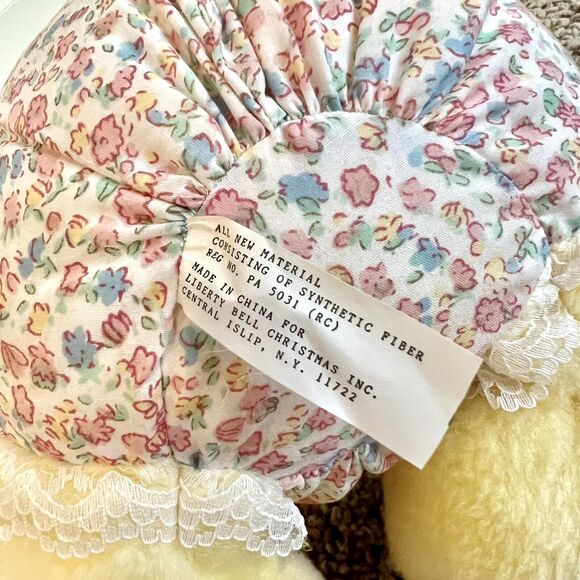 ALL NEW MATERIAL
CONSISTING OF SYNTHETIC FIBER
REG NO. PA 5031 (RC)
MADE IN CHINA FOR
LIBERTY BELL CHRISTMAS INC.
CENTRAL ISLIP, N.Y. 11722